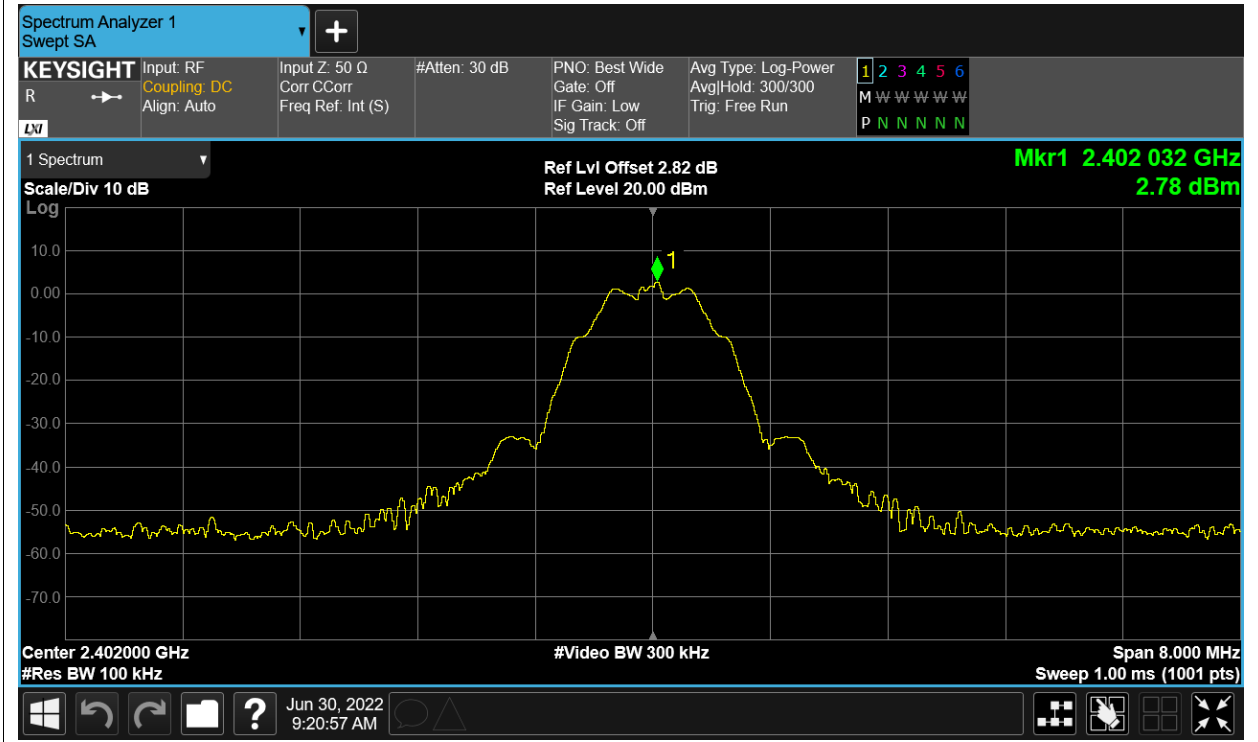 Spectrum Analyzer 1
Swept SA
+
KEYSIGHT
R
LXI
Input: RF
Coupling: DC
Align: Auto
Input Z: 50 Ω
Corr CCorr
Freq Ref: Int (S)
#Atten: 30 dB
PNO: Best Wide
Gate: Off
IF Gain: Low
Sig Track: Off
Avg Type: Log-Power
Avg|Hold: 300/300
Trig: Free Run
1 2 3 4 5 6
M W W W W W W
P N N N N N N
1 Spectrum
Scale/Div 10 dB
Log
Ref Lvl Offset 2.82 dB
Ref Level 20.00 dBm
Mkr1 2.402 032 GHz
2.78 dBm
1
10.0
0.00
-10.0
-20.0
-30.0
-40.0
-50.0
-60.0
-70.0
Center 2.402000 GHz
#Res BW 100 kHz
#Video BW 300 kHz
Span 8.000 MHz
Sweep 1.00 ms (1001 pts)
?
Jun 30, 2022
9:20:57 AM